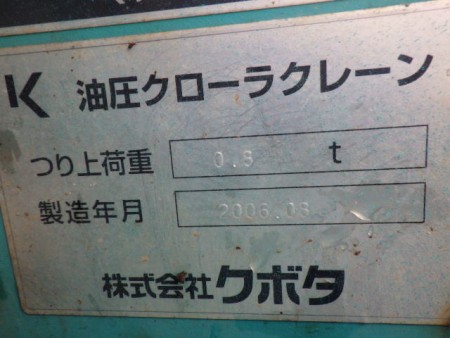 K 油圧クローラクレーン
つり上荷重 0.8 t
製造年月 2006.03
株式会社クボタ